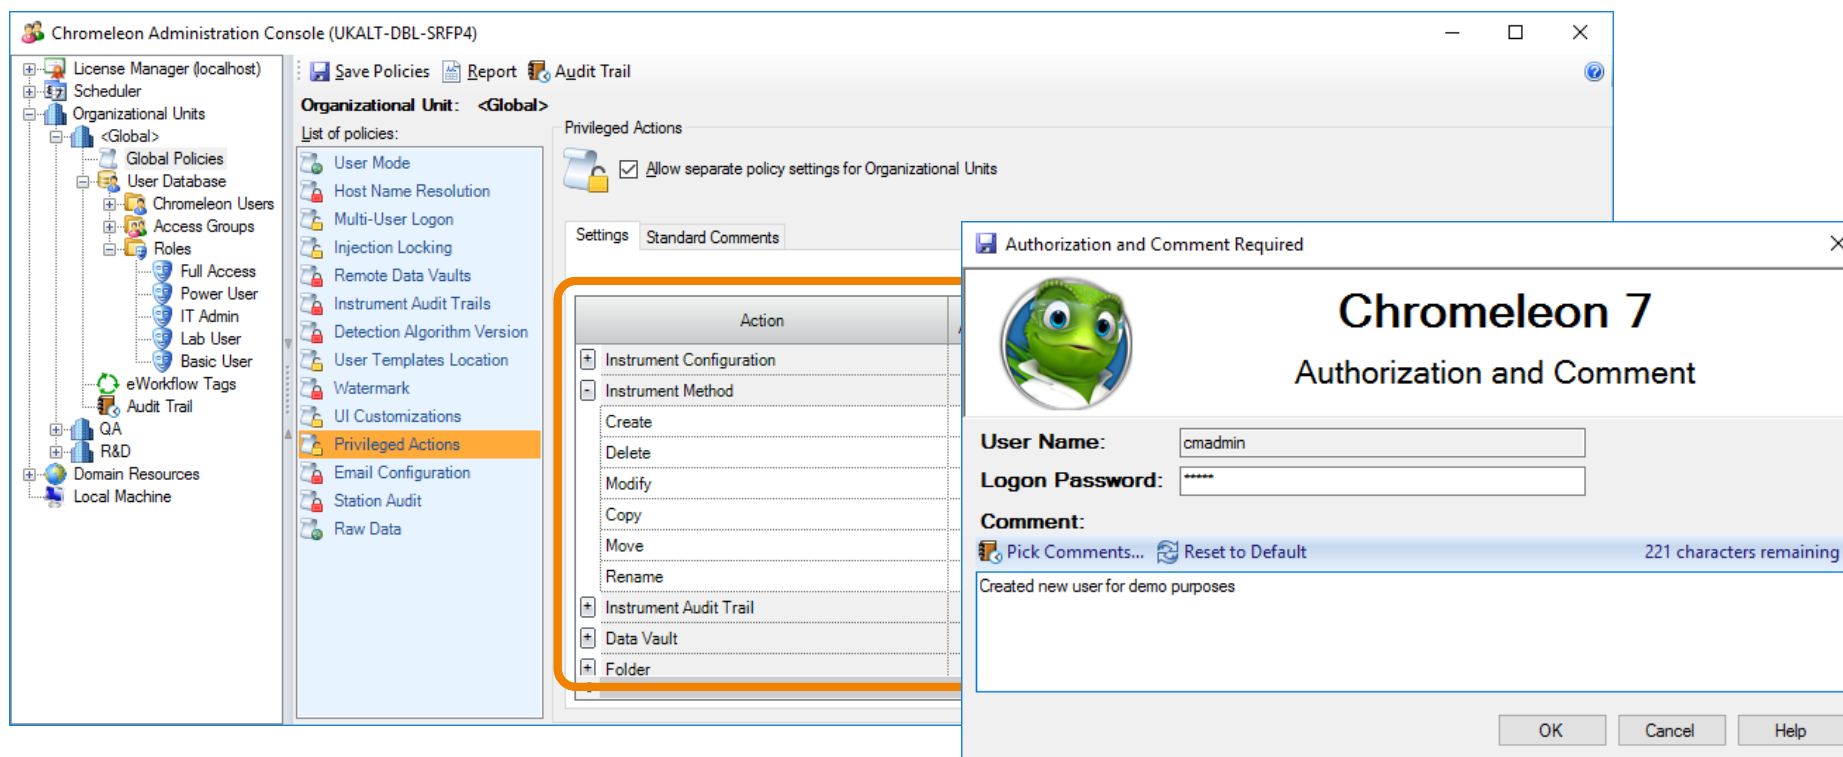 Chromeleon Administration Console (UKALT-DBL-SRFP4)
License Manager (localhost)
Scheduler
Organizational Units
<Global>
Global Policies
User Database
Chromeleon Users
Access Groups
Roles
Full Access
Power User
IT Admin
Lab User
Basic User
eWorkflow Tags
Audit Trail
QA
R&D
Domain Resources
Local Machine
Save Policies Report Audit Trail
Organizational Unit: <Global>
List of policies:
User Mode
Host Name Resolution
Multi-User Logon
Injection Locking
Remote Data Vaults
Instrument Audit Trails
Detection Algorithm Version
User Templates Location
Watermark
UI Customizations
Privileged Actions
Email Configuration
Station Audit
Raw Data
Privileged Actions
Allow separate policy settings for Organizational Units
Settings Standard Comments
Action
Instrument Configuration
Instrument Method
Create
Delete
Modify
Copy
Move
Rename
Instrument Audit Trail
Data Vault
Folder
Authorization and Comment Required
Chromeleon 7
Authorization and Comment
User Name: cmadmin
Logon Password: *****
Comment:
Pick Comments... Reset to Default 221 characters remaining
Created new user for demo purposes
OK Cancel Help